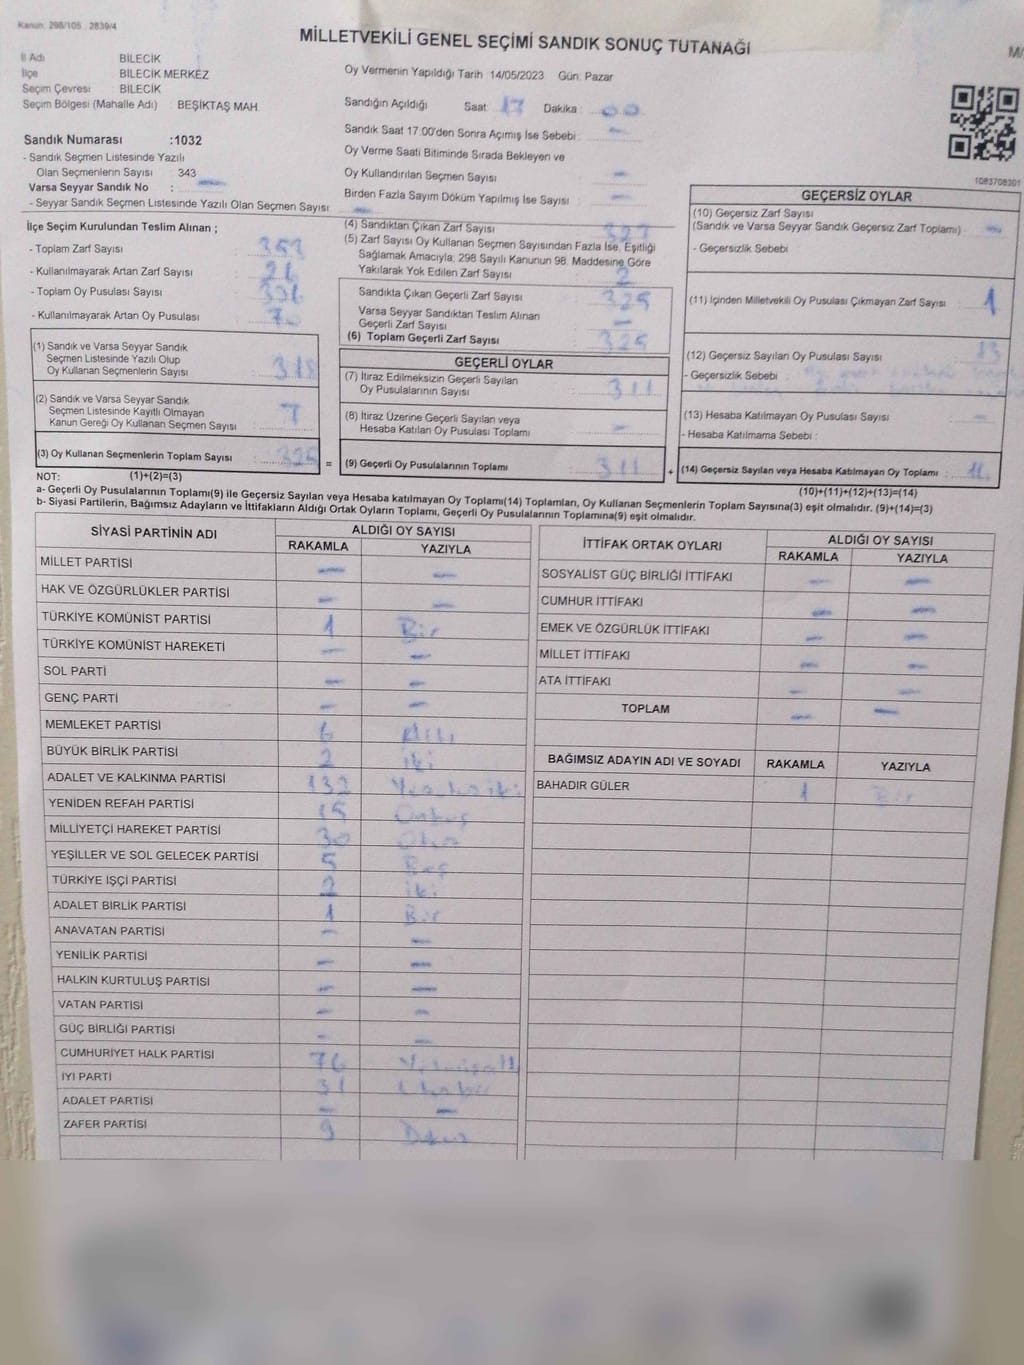 Kanun: 298/105 , 2839/4
MİLLETVEKİLİ GENEL SEÇİMİ SANDIK SONUÇ TUTANAĞI
İl Adı BİLECİK
İlçe BİLECİK MERKEZ
Seçim Çevresi : BİLECİK
Seçim Bölgesi (Mahalle Adı) : BEŞİKTAŞ MAH.
Sandık Numarası :1032
- Sandık Seçmen Listesinde Yazılı
Olan Seçmenlerin Sayısı : 343
Varsa Seyyar Sandık No : -
- Seyyar Sandık Seçmen Listesinde Yazılı Olan Seçmen Sayısı : -
Oy Vermenin Yapıldığı Tarih : 14/05/2023 Gün: Pazar
Sandığın Açıldığı Saat : 17 Dakika : 00
Sandık Saat 17.00'den Sonra Açımış İse Sebebi : -
Oy Verme Saati Bitiminde Sırada Bekleyen ve
Oy Kullandırılan Seçmen Sayısı : -
Birden Fazla Sayım Döküm Yapılmış İse Sayısı : -
1083708301
İlçe Seçim Kurulundan Teslim Alınan ;
- Toplam Zarf Sayısı : 353
- Kullanılmayarak Artan Zarf Sayısı : 26
- Toplam Oy Pusulası Sayısı :
- Kullanılmayarak Artan Oy Pusulası : 70
(1) Sandık ve Varsa Seyyar Sandık
Seçmen Listesinde Yazılı Olup
Oy Kullanan Seçmenlerin Sayısı : 318
(2) Sandık ve Varsa Seyyar Sandık
Seçmen Listesinde Kayıtlı Olmayan
Kanun Gereği Oy Kullanan Seçmen Sayısı : 7
(3) Oy Kullanan Seçmenlerin Toplam Sayısı : 325
(4) Sandıktan Çıkan Zarf Sayısı : 327
(5) Zarf Sayısı Oy Kullanan Seçmen Sayısından Fazla İse, Eşitliği
Sağlamak Amacıyla; 298 Sayılı Kanunun 98. Maddesine Göre
Yakılarak Yok Edilen Zarf Sayısı : 2
Sandıkta Çıkan Geçerli Zarf Sayısı : 325
Varsa Seyyar Sandıktan Teslim Alınan
Geçerli Zarf Sayısı : -
(6) Toplam Geçerli Zarf Sayısı : 325
GEÇERLİ OYLAR
(7) İtiraz Edilmeksizin Geçerli Sayılan
Oy Pusulalarının Sayısı : 311
(8) İtiraz Üzerine Geçerli Sayılan veya
Hesaba Katılan Oy Pusulası Toplamı : -
= (9) Geçerli Oy Pusulalarının Toplamı : 311
GEÇERSİZ OYLAR
(10) Geçersiz Zarf Sayısı
(Sandık ve Varsa Seyyar Sandık Geçersiz Zarf Toplamı) : -
- Geçersizlik Sebebi :
(11) İçinden Milletvekili Oy Pusulası Çıkmayan Zarf Sayısı : 1
(12) Geçersiz Sayılan Oy Pusulası Sayısı : 13
- Geçersizlik Sebebi :
(13) Hesaba Katılmayan Oy Pusulası Sayısı : -
- Hesaba Katılmama Sebebi :
+ (14) Geçersiz Sayılan veya Hesaba Katılmayan Oy Toplamı :
NOT: (1)+(2)=(3) (10)+(11)+(12)+(13)=(14)
a- Geçerli Oy Pusulalarının Toplamı(9) ile Geçersiz Sayılan veya Hesaba katılmayan Oy Toplamı(14) Toplamları, Oy Kullanan Seçmenlerin Toplam Sayısına(3) eşit olmalıdır. (9)+(14)=(3)
b- Siyasi Partilerin, Bağımsız Adayların ve İttifakların Aldığı Ortak Oyların Toplamı, Geçerli Oy Pusulalarının Toplamına(9) eşit olmalıdır.
SİYASİ PARTİNİN ADI ALDIĞI OY SAYISI
RAKAMLA YAZIYLA
MİLLET PARTİSİ - -
HAK VE ÖZGÜRLÜKLER PARTİSİ - -
TÜRKİYE KOMÜNİST PARTİSİ 1 Bir
TÜRKİYE KOMÜNİST HAREKETİ - -
SOL PARTİ - -
GENÇ PARTİ - -
MEMLEKET PARTİSİ 6 Altı
BÜYÜK BİRLİK PARTİSİ 2 iki
ADALET VE KALKINMA PARTİSİ 132 Yüzotuziki
YENİDEN REFAH PARTİSİ 15 Onbeş
MİLLİYETÇİ HAREKET PARTİSİ 30 Otuz
YEŞİLLER VE SOL GELECEK PARTİSİ 5 Beş
TÜRKİYE İŞÇİ PARTİSİ 2 iki
ADALET BİRLİK PARTİSİ 1 Bir
ANAVATAN PARTİSİ - -
YENİLİK PARTİSİ - -
HALKIN KURTULUŞ PARTİSİ - -
VATAN PARTİSİ - -
GÜÇ BİRLİĞİ PARTİSİ - -
CUMHURİYET HALK PARTİSİ 76 Yetmişaltı
İYİ PARTİ 31 Otuzbir
ADALET PARTİSİ - -
ZAFER PARTİSİ 9 Dokuz
İTTİFAK ORTAK OYLARI ALDIĞI OY SAYISI
RAKAMLA YAZIYLA
SOSYALİST GÜÇ BİRLİĞİ İTTİFAKI - -
CUMHUR İTTİFAKI - -
EMEK VE ÖZGÜRLÜK İTTİFAKI - -
MİLLET İTTİFAKI - -
ATA İTTİFAKI - -
TOPLAM - -
BAĞIMSIZ ADAYIN ADI VE SOYADI RAKAMLA YAZIYLA
BAHADIR GÜLER 1 Bir